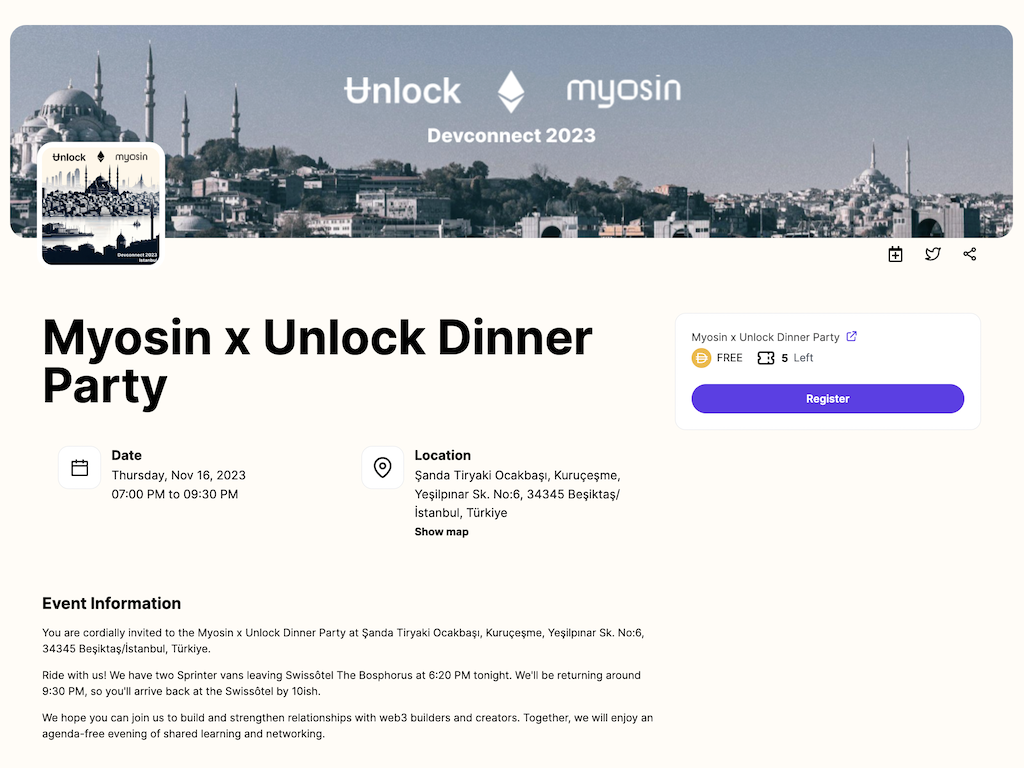 Unlock myosin
Devconnect 2023
Unlock myosin
Devconnect 2023
Istanbul
Myosin x Unlock Dinner
Party
Myosin x Unlock Dinner Party
FREE 5 Left
Register
Date
Thursday, Nov 16, 2023
07:00 PM to 09:30 PM
Location
Şanda Tiryaki Ocakbaşı, Kuruçeşme,
Yeşilpınar Sk. No:6, 34345 Beşiktaş/
İstanbul, Türkiye
Show map
Event Information
You are cordially invited to the Myosin x Unlock Dinner Party at Şanda Tiryaki Ocakbaşı, Kuruçeşme, Yeşilpınar Sk. No:6,
34345 Beşiktaş/İstanbul, Türkiye.
Ride with us! We have two Sprinter vans leaving Swissôtel The Bosphorus at 6:20 PM tonight. We'll be returning around
9:30 PM, so you'll arrive back at the Swissôtel by 10ish.
We hope you can join us to build and strengthen relationships with web3 builders and creators. Together, we will enjoy an
agenda-free evening of shared learning and networking.